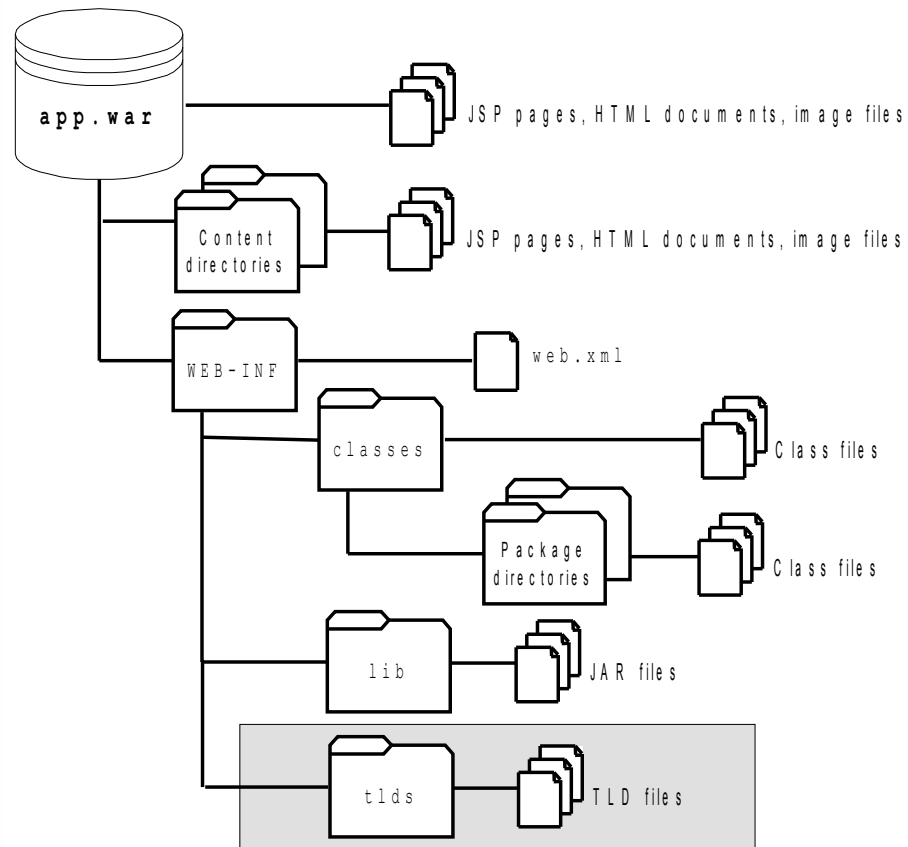 app.war
JSP pages, HTML documents, image files
Content
directories
JSP pages, HTML documents, image files
WEB-INF
web.xml
classes
Class files
Package
directories
Class files
lib
JAR files
tlds
TLD files